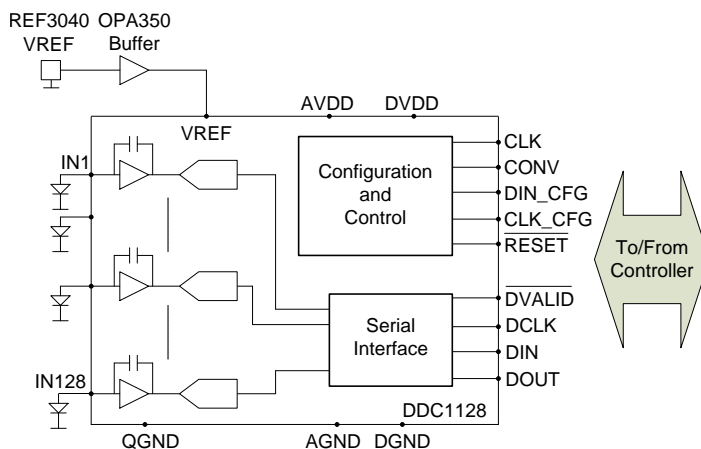 REF3040 OPA350
VREF Buffer
AVDD DVDD
VREF
IN1
Configuration
and
Control
CLK
CONV
DIN_CFG
CLK_CFG
RESET
To/From
Controller
Serial
Interface
DVALID
DCLK
DIN
DOUT
IN128
DDC1128
QGND AGND DGND